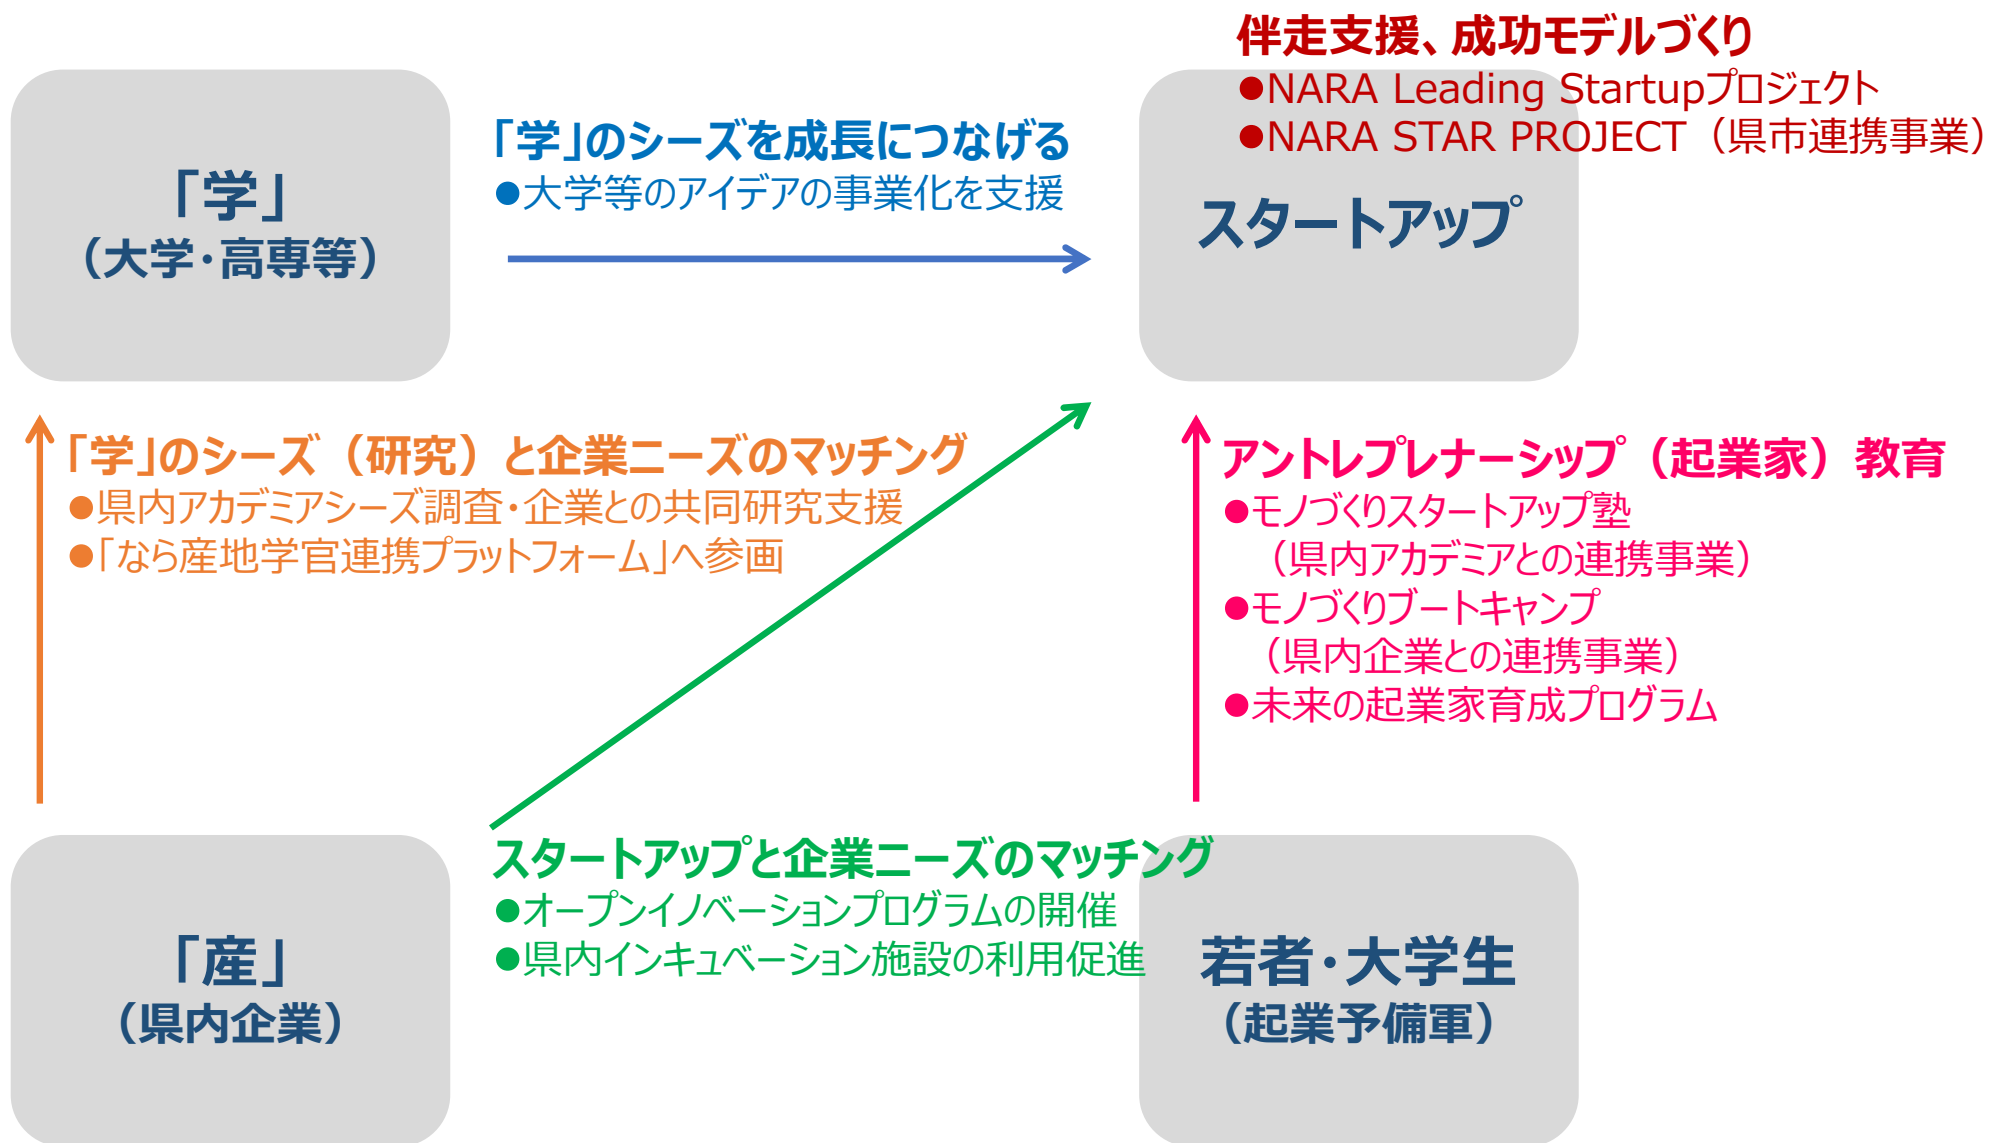 「学」
（大学・高専等）
「学」のシーズを成長につなげる
●大学等のアイデアの事業化を支援
伴走支援、成功モデルづくり
●NARA Leading Startupプロジェクト
●NARA STAR PROJECT（県市連携事業）
スタートアップ
「学」のシーズ（研究）と企業ニーズのマッチング
●県内アカデミアシーズ調査・企業との共同研究支援
●「なら産地学官連携プラットフォーム」へ参画
アントレプレナーシップ（起業家）教育
●モノづくりスタートアップ塾
（県内アカデミアとの連携事業）
●モノづくりブートキャンプ
（県内企業との連携事業）
●未来の起業家育成プログラム
「産」
（県内企業）
スタートアップと企業ニーズのマッチング
●オープンイノベーションプログラムの開催
●県内インキュベーション施設の利用促進
若者・大学生
（起業予備軍）